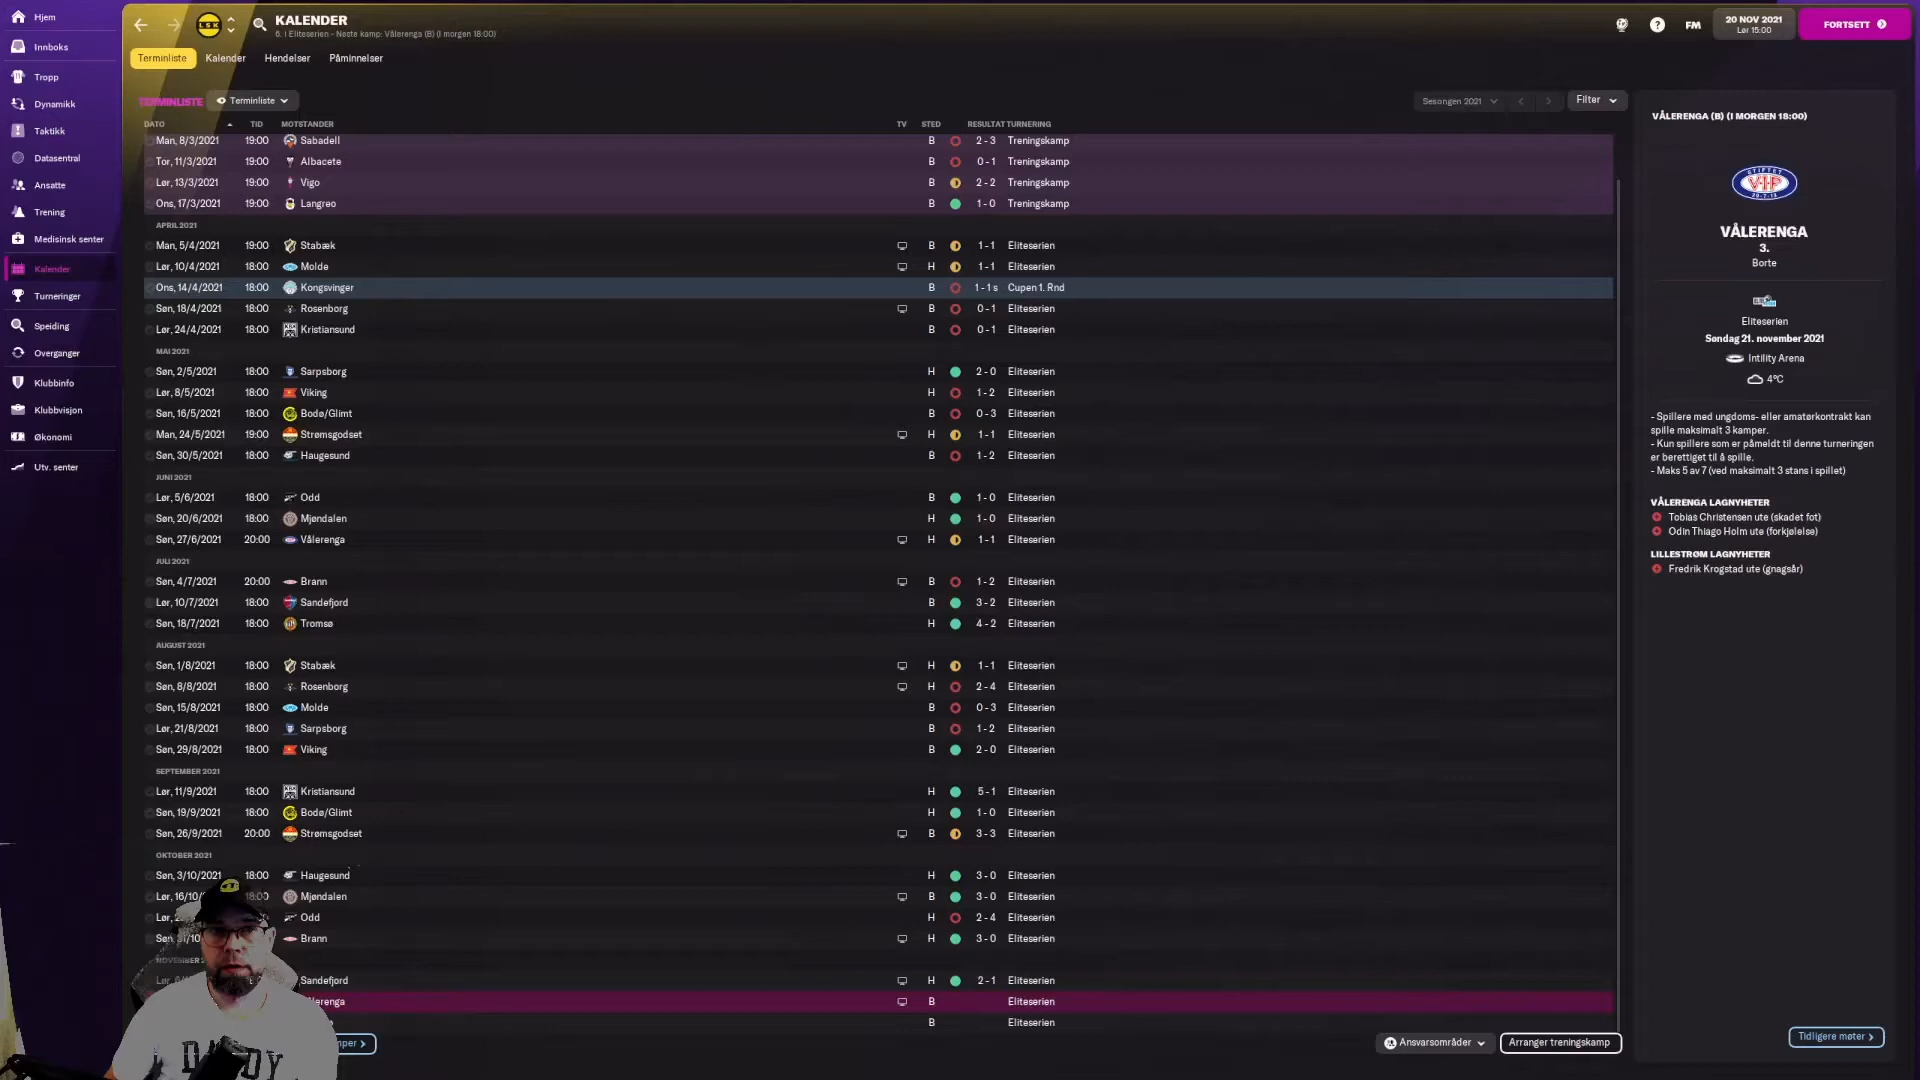 Hjem
Innboks
Tropp
Dynamikk
Taktikk
Datasentral
Ansatte
Trening
Medisinsk senter
Kalender
Turneringer
Speiding
Overganger
Klubbinfo
Klubbvisjon
Økonomi
Utv. senter
LSK
KALENDER
6. i Eliteserien - Neste kamp: Vålerenga (B) (I morgen 18:00)
FM
20 NOV 2021
Lør 15:00
FORTSETT
Terminliste Kalender Hendelser Påminnelser
TERMINLISTE Terminliste
Sesongen 2021
Filter
DATO TID MOTSTANDER TV STED RESULTAT TURNERING
Man, 8/3/2021 19:00 Sabadell B 2 - 3 Treningskamp
Tor, 11/3/2021 19:00 Albacete B 0 - 1 Treningskamp
Lør, 13/3/2021 19:00 Vigo B 2 - 2 Treningskamp
Ons, 17/3/2021 19:00 Langreo B 1 - 0 Treningskamp
APRIL 2021
Man, 5/4/2021 19:00 Stabæk B 1 - 1 Eliteserien
Lør, 10/4/2021 18:00 Molde H 1 - 1 Eliteserien
Ons, 14/4/2021 18:00 Kongsvinger B 1 - 1 s Cupen 1. Rnd
Søn, 18/4/2021 18:00 Rosenborg B 0 - 1 Eliteserien
Lør, 24/4/2021 18:00 Kristiansund B 0 - 1 Eliteserien
MAI 2021
Søn, 2/5/2021 18:00 Sarpsborg H 2 - 0 Eliteserien
Lør, 8/5/2021 18:00 Viking H 1 - 2 Eliteserien
Søn, 16/5/2021 18:00 Bodø/Glimt B 0 - 3 Eliteserien
Man, 24/5/2021 19:00 Strømsgodset H 1 - 1 Eliteserien
Søn, 30/5/2021 18:00 Haugesund B 1 - 2 Eliteserien
JUNI 2021
Lør, 5/6/2021 18:00 Odd B 1 - 0 Eliteserien
Søn, 20/6/2021 18:00 Mjøndalen H 1 - 0 Eliteserien
Søn, 27/6/2021 20:00 Vålerenga H 1 - 1 Eliteserien
JULI 2021
Søn, 4/7/2021 20:00 Brann B 1 - 2 Eliteserien
Lør, 10/7/2021 18:00 Sandefjord B 3 - 2 Eliteserien
Søn, 18/7/2021 18:00 Tromsø H 4 - 2 Eliteserien
AUGUST 2021
Søn, 1/8/2021 18:00 Stabæk H 1 - 1 Eliteserien
Søn, 8/8/2021 18:00 Rosenborg H 2 - 4 Eliteserien
Søn, 15/8/2021 18:00 Molde B 0 - 3 Eliteserien
Lør, 21/8/2021 18:00 Sarpsborg B 1 - 2 Eliteserien
Søn, 29/8/2021 18:00 Viking B 2 - 0 Eliteserien
SEPTEMBER 2021
Lør, 11/9/2021 18:00 Kristiansund H 5 - 1 Eliteserien
Søn, 19/9/2021 18:00 Bodø/Glimt H 1 - 0 Eliteserien
Søn, 26/9/2021 20:00 Strømsgodset B 3 - 3 Eliteserien
OKTOBER 2021
Søn, 3/10/2021 18:00 Haugesund H 3 - 0 Eliteserien
Lør, 16/10 18:00 Mjøndalen B 3 - 0 Eliteserien
Lør, Odd H 2 - 4 Eliteserien
Søn, 31/10 Brann H 3 - 0 Eliteserien
NOVEMBER
Lør, Sandefjord H 2 - 1 Eliteserien
lerenga B Eliteserien
B Eliteserien
mper
Ansvarsområder
Arranger treningskamp
VÅLERENGA (B) (I MORGEN 18:00)
STIFTET
VIF
29-7-13
VÅLERENGA
3.
Borte
Eliteserien
Søndag 21. november 2021
Intility Arena
4°C
- Spillere med ungdoms- eller amatørkontrakt kan
spille maksimalt 3 kamper.
- Kun spillere som er påmeldt til denne turneringen
er berettiget til å spille.
- Maks 5 av 7 (ved maksimalt 3 stans i spillet)
VÅLERENGA LAGNYHETER
Tobias Christensen ute (skadet fot)
Odin Thiago Holm ute (forkjølelse)
LILLESTRØM LAGNYHETER
Fredrik Krogstad ute (gnagsår)
Tidligere møter